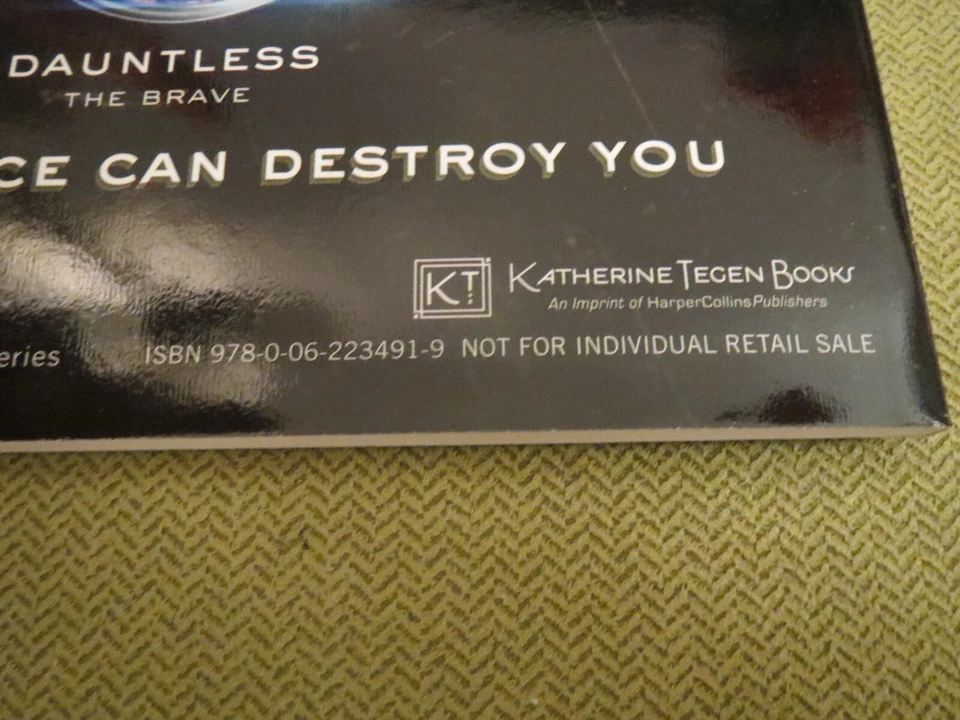 DAUNTLESS
THE BRAVE
CE CAN DESTROY YOU
KT
KATHERINE TEGEN BOOKS
An Imprint of HarperCollinsPublishers
eries ISBN 978-0-06-223491-9 NOT FOR INDIVIDUAL RETAIL SALE